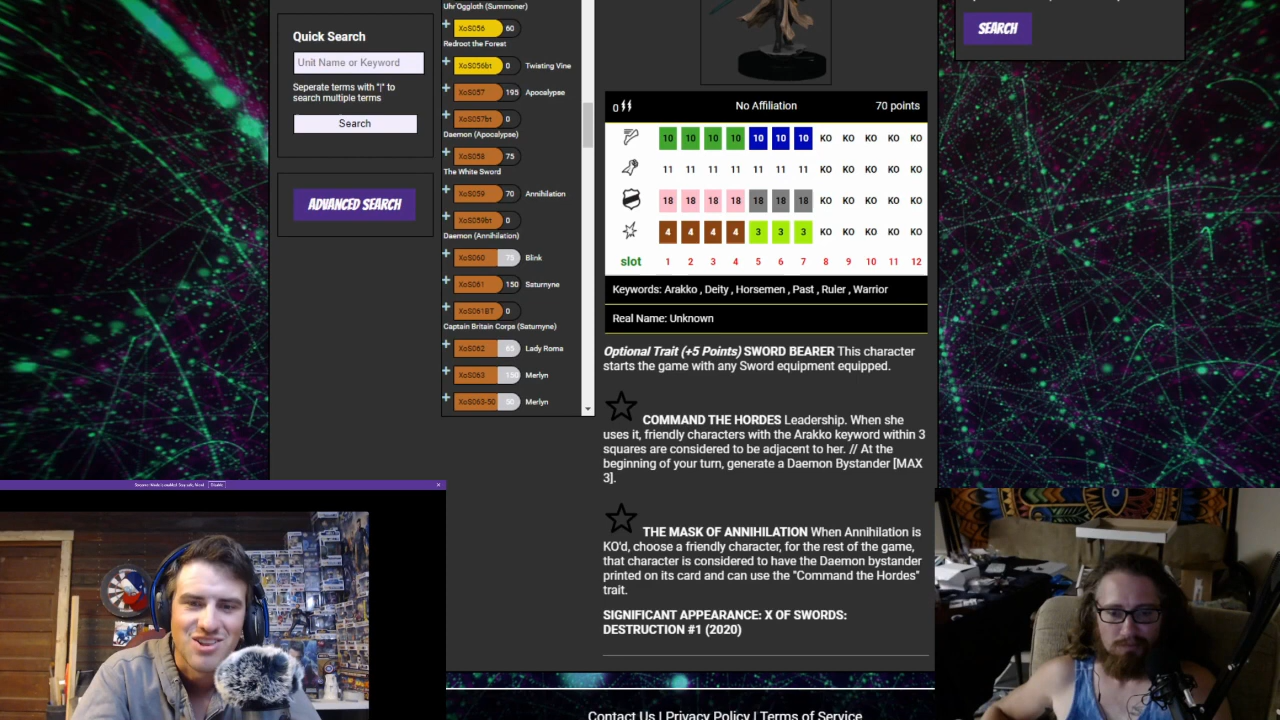 Quick Search
Unit Name or Keyword
Seperate terms with "|" to
search multiple terms
Search
ADVANCED SEARCH
Uhr'Oggloth (Summoner)
XoS056 60
Redroot the Forest
XoS056bt 0 Twisting Vine
XoS057 195 Apocalypse
XoS057bt 0
Daemon (Apocalypse)
XoS058 75
The White Sword
XoS059 70 Annihilation
XoS059bt 0
Daemon (Annihilation)
XoS060 75 Blink
XoS061 150 Saturnyne
XoS061BT 0
Captain Britain Corps (Saturnyne)
XoS062 65 Lady Roma
XoS063 150 Merlyn
XoS063-50 50 Merlyn
0 No Affiliation 70 points
10 10 10 10 10 10 10 KO KO KO KO KO
11 11 11 11 11 11 11 KO KO KO KO KO
18 18 18 18 18 18 18 KO KO KO KO KO
4 4 4 4 3 3 3 KO KO KO KO KO
slot 1 2 3 4 5 6 7 8 9 10 11 12
Keywords: Arakko , Deity , Horsemen , Past , Ruler , Warrior
Real Name: Unknown
Optional Trait (+5 Points) SWORD BEARER This character
starts the game with any Sword equipment equipped.
COMMAND THE HORDES Leadership. When she
uses it, friendly characters with the Arakko keyword within 3
squares are considered to be adjacent to her. // At the
beginning of your turn, generate a Daemon Bystander [MAX
3].
THE MASK OF ANNIHILATION When Annihilation is
KO'd, choose a friendly character, for the rest of the game,
that character is considered to have the Daemon bystander
printed on its card and can use the "Command the Hordes"
trait.
SIGNIFICANT APPEARANCE: X OF SWORDS:
DESTRUCTION #1 (2020)
Contact Us | Privacy Policy | Terms of Service
SEARCH